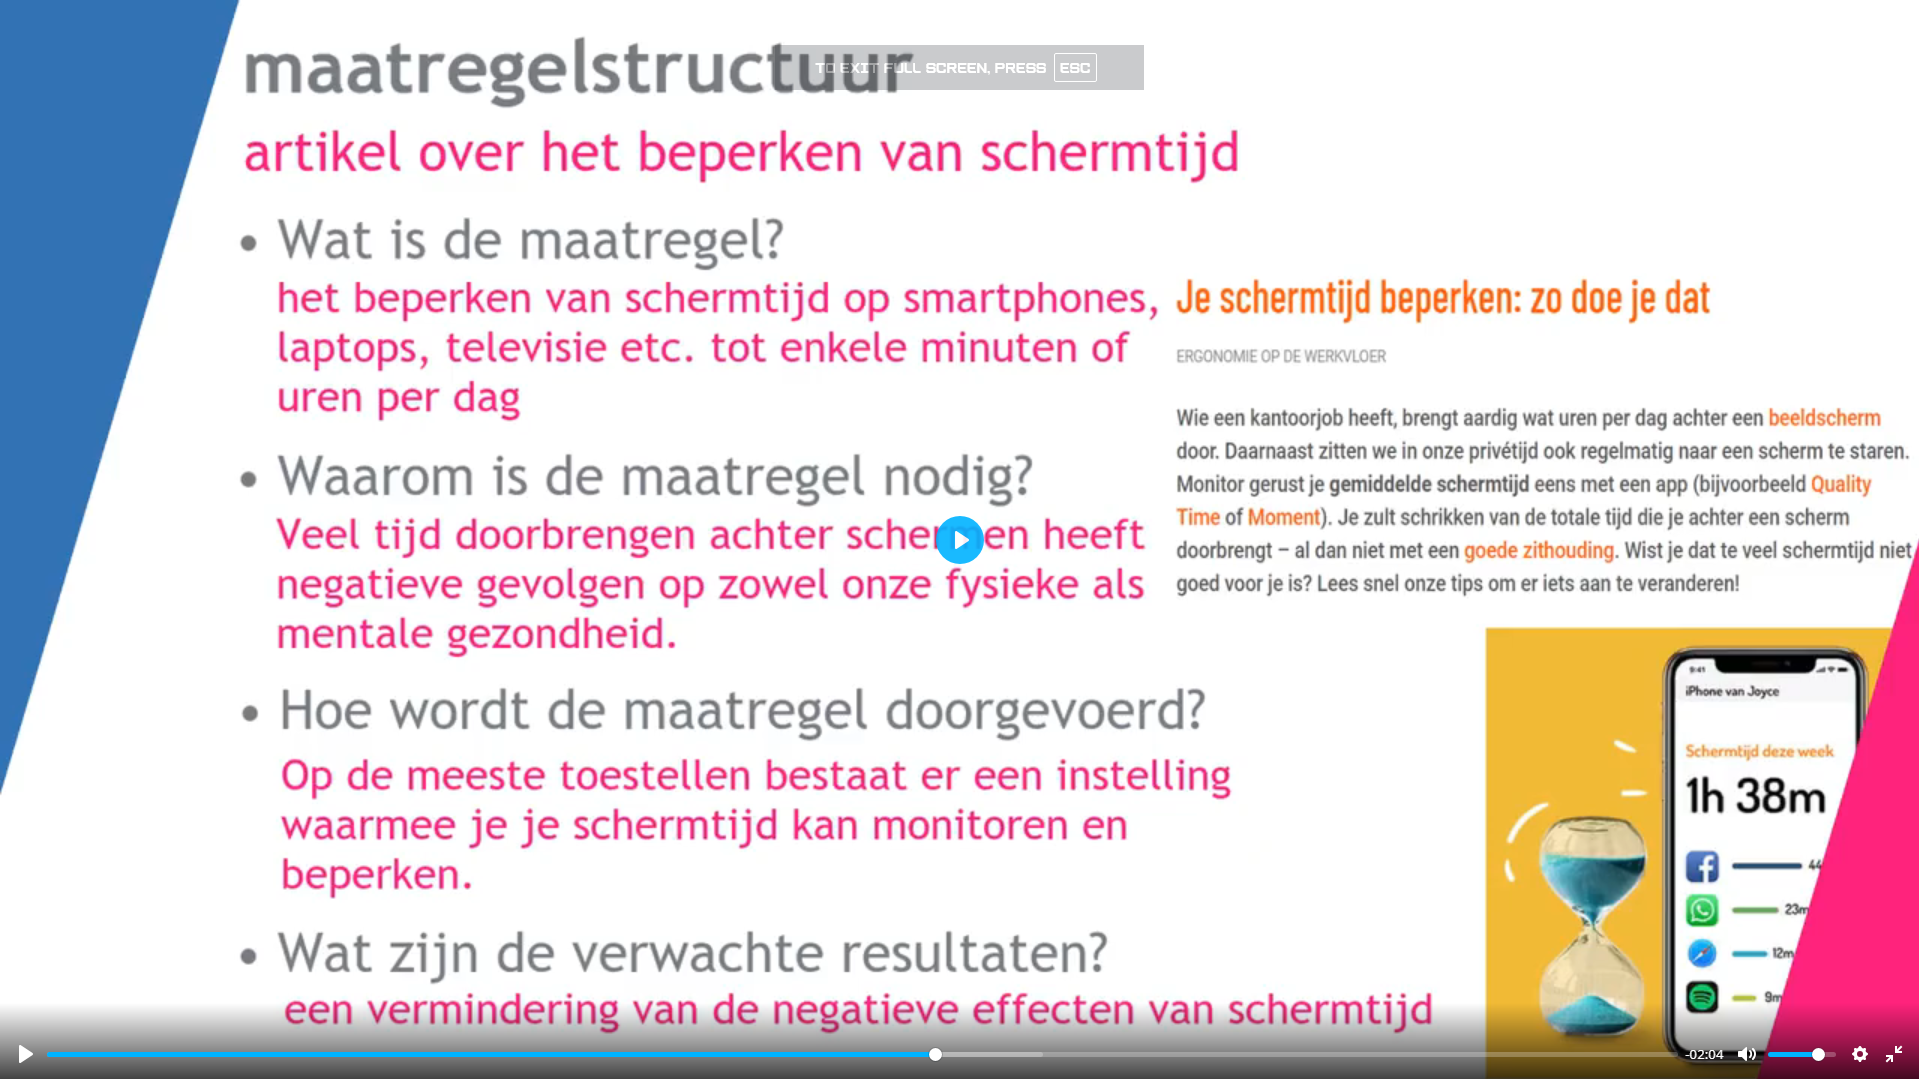 maatregelstructuur
TO EXIT FULL SCREEN, PRESS ESC
artikel over het beperken van schermtijd
• Wat is de maatregel?
het beperken van schermtijd op smartphones,
laptops, televisie etc. tot enkele minuten of
uren per dag
• Waarom is de maatregel nodig?
Veel tijd doorbrengen achter schermen heeft
negatieve gevolgen op zowel onze fysieke als
mentale gezondheid.
• Hoe wordt de maatregel doorgevoerd?
Op de meeste toestellen bestaat er een instelling
waarmee je je schermtijd kan monitoren en
beperken.
• Wat zijn de verwachte resultaten?
een vermindering van de negatieve effecten van schermtijd
Je schermtijd beperken: zo doe je dat
ERGONOMIE OP DE WERKVLOER
Wie een kantoorjob heeft, brengt aardig wat uren per dag achter een beeldscherm
door. Daarnaast zitten we in onze privétijd ook regelmatig naar een scherm te staren.
Monitor gerust je gemiddelde schermtijd eens met een app (bijvoorbeeld Quality
Time of Moment). Je zult schrikken van de totale tijd die je achter een scherm
doorbrengt – al dan niet met een goede zithouding. Wist je dat te veel schermtijd niet
goed voor je is? Lees snel onze tips om er iets aan te veranderen!
9:41
iPhone van Joyce
Schermtijd deze week
1h 38m
44
23m
12m
9m
-02:04